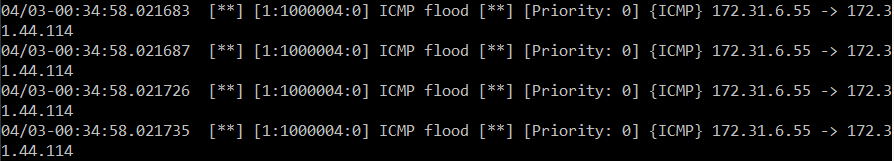 04/03-00:34:58.021683  [**] [1:1000004:0] ICMP flood [**] [Priority: 0] {ICMP} 172.31.6.55 -> 172.3
1.44.114
04/03-00:34:58.021687  [**] [1:1000004:0] ICMP flood [**] [Priority: 0] {ICMP} 172.31.6.55 -> 172.3
1.44.114
04/03-00:34:58.021726  [**] [1:1000004:0] ICMP flood [**] [Priority: 0] {ICMP} 172.31.6.55 -> 172.3
1.44.114
04/03-00:34:58.021735  [**] [1:1000004:0] ICMP flood [**] [Priority: 0] {ICMP} 172.31.6.55 -> 172.3
1.44.114